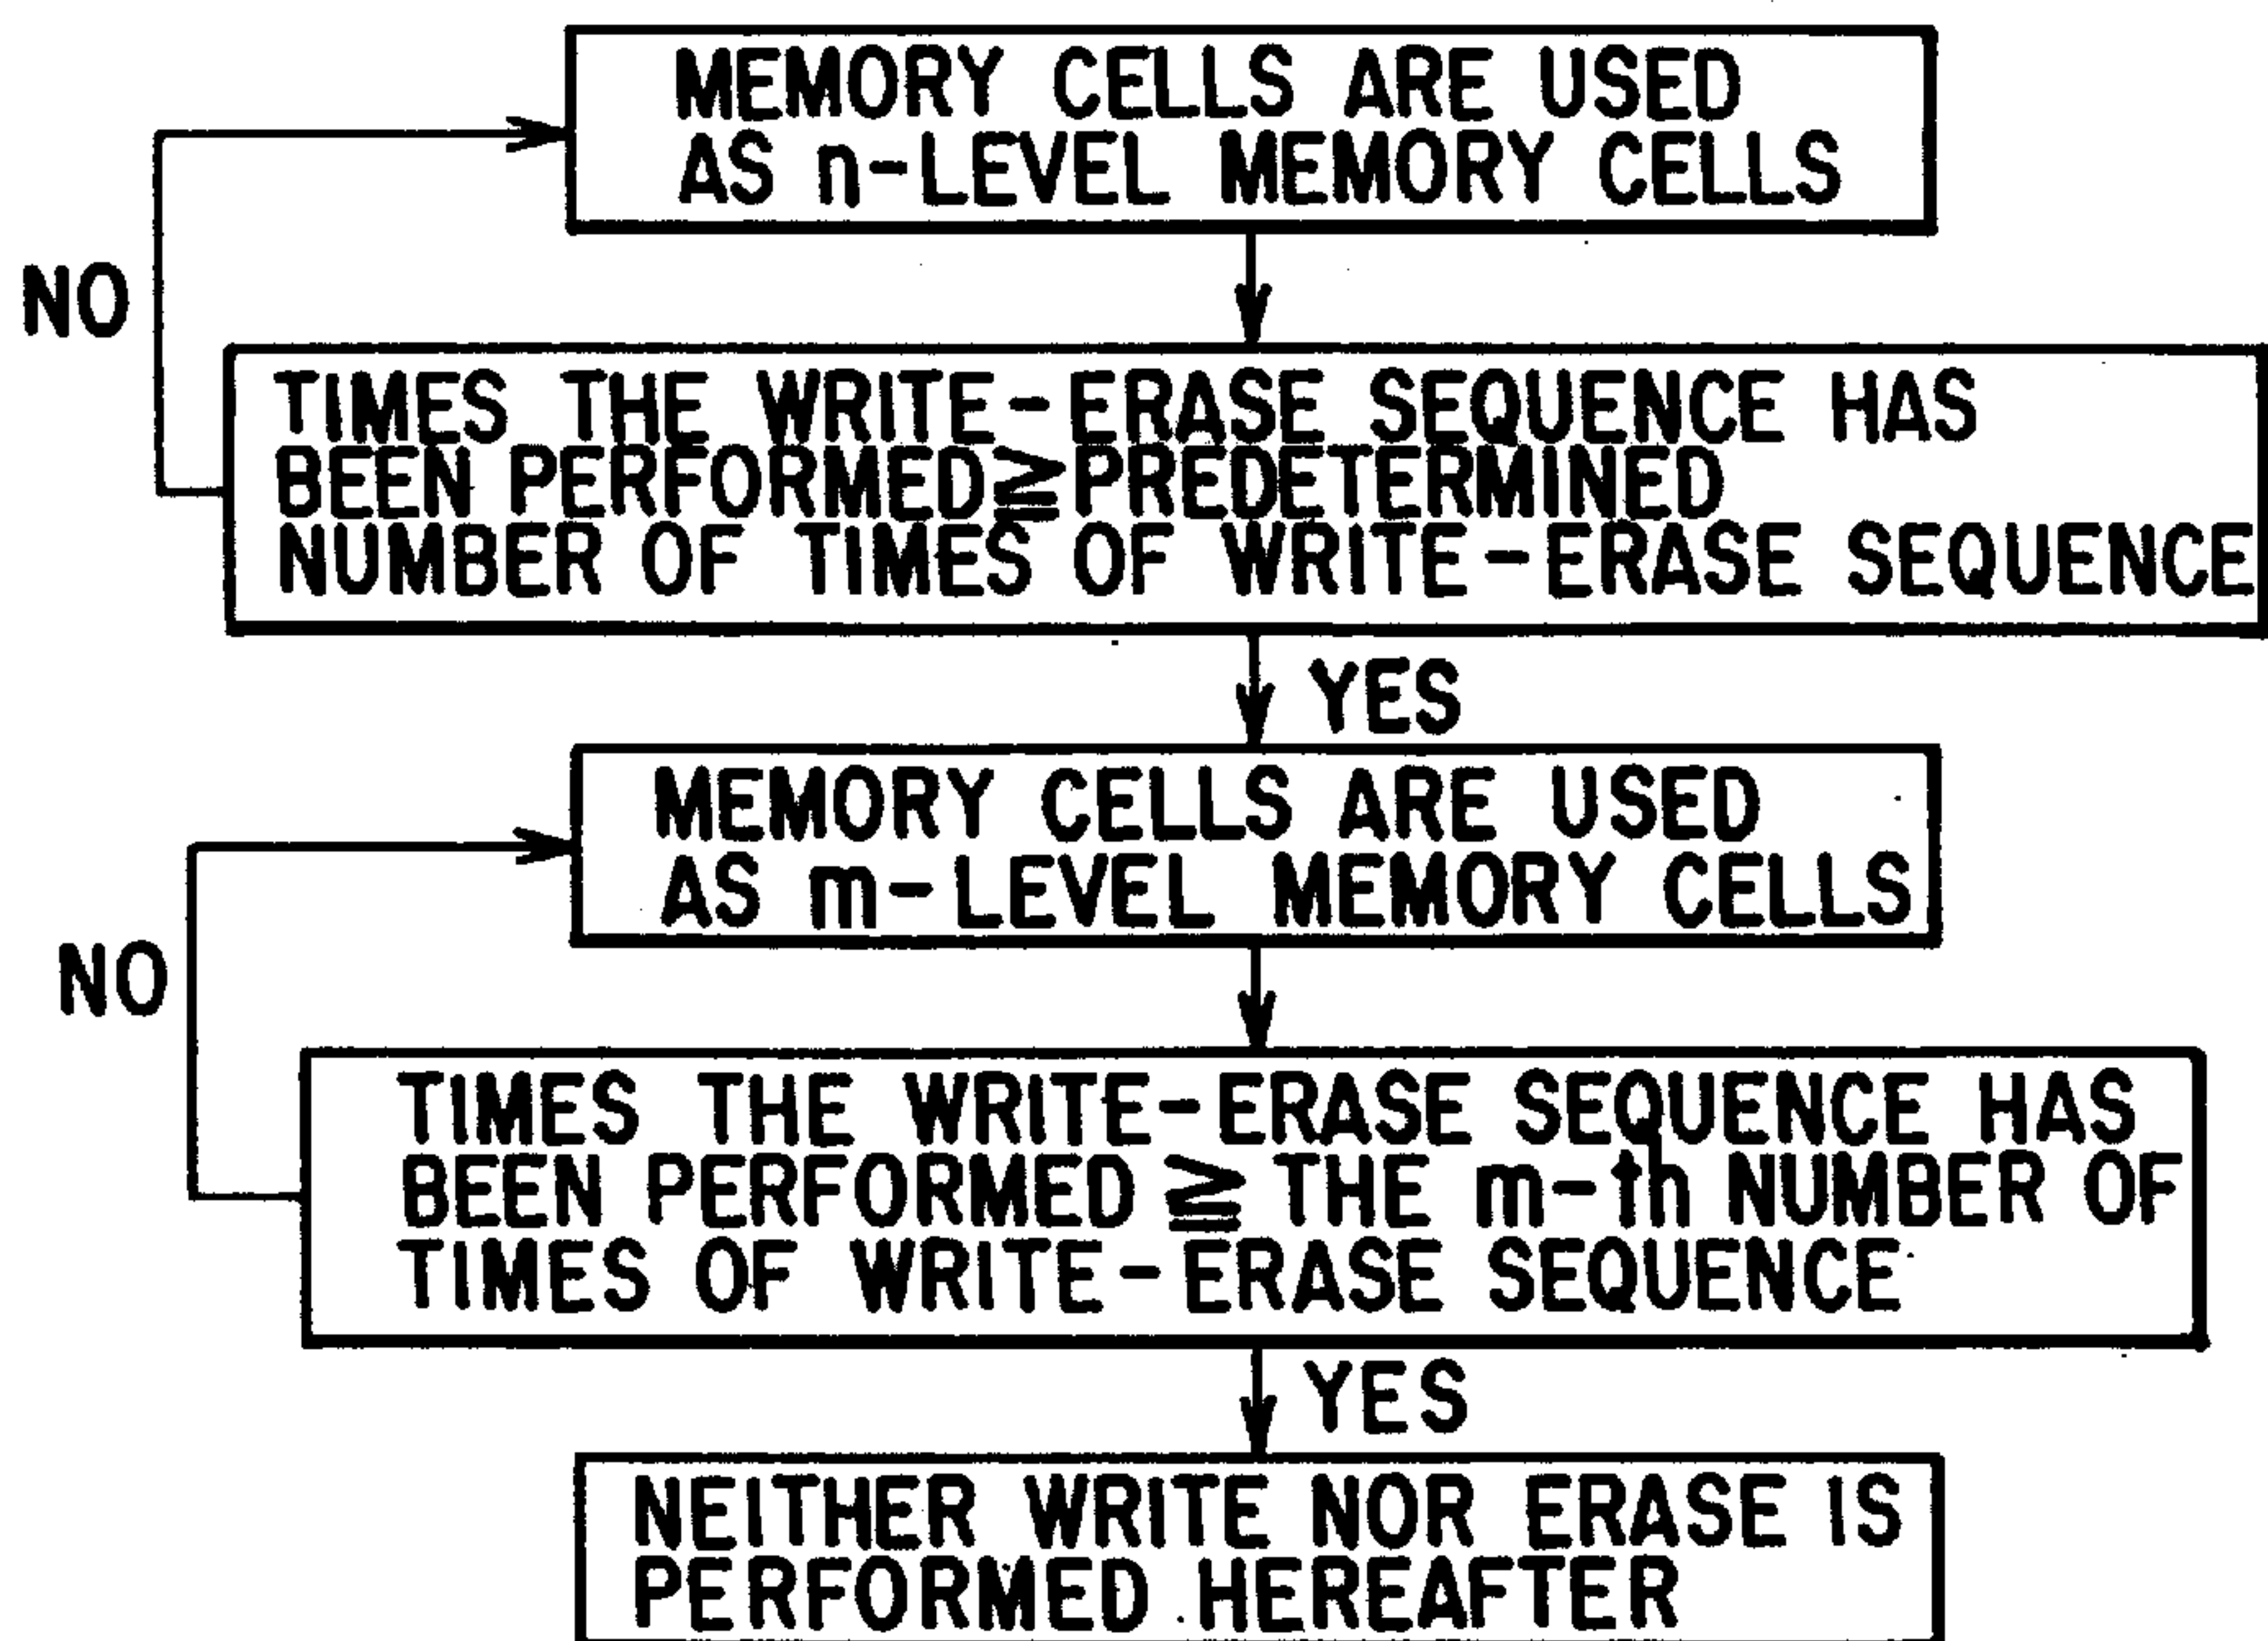 MEMORY CELLS ARE USED
AS n-LEVEL MEMORY CELLS
NO
TIMES THE WRITE-ERASE SEQUENCE HAS
BEEN PERFORMED≧PREDETERMINED
NUMBER OF TIMES OF WRITE-ERASE SEQUENCE
YES
MEMORY CELLS ARE USED
AS m-LEVEL MEMORY CELLS
NO
TIMES THE WRITE-ERASE SEQUENCE HAS
BEEN PERFORMED≧ THE m-th NUMBER OF
TIMES OF WRITE-ERASE SEQUENCE
YES
NEITHER WRITE NOR ERASE IS
PERFORMED HEREAFTER